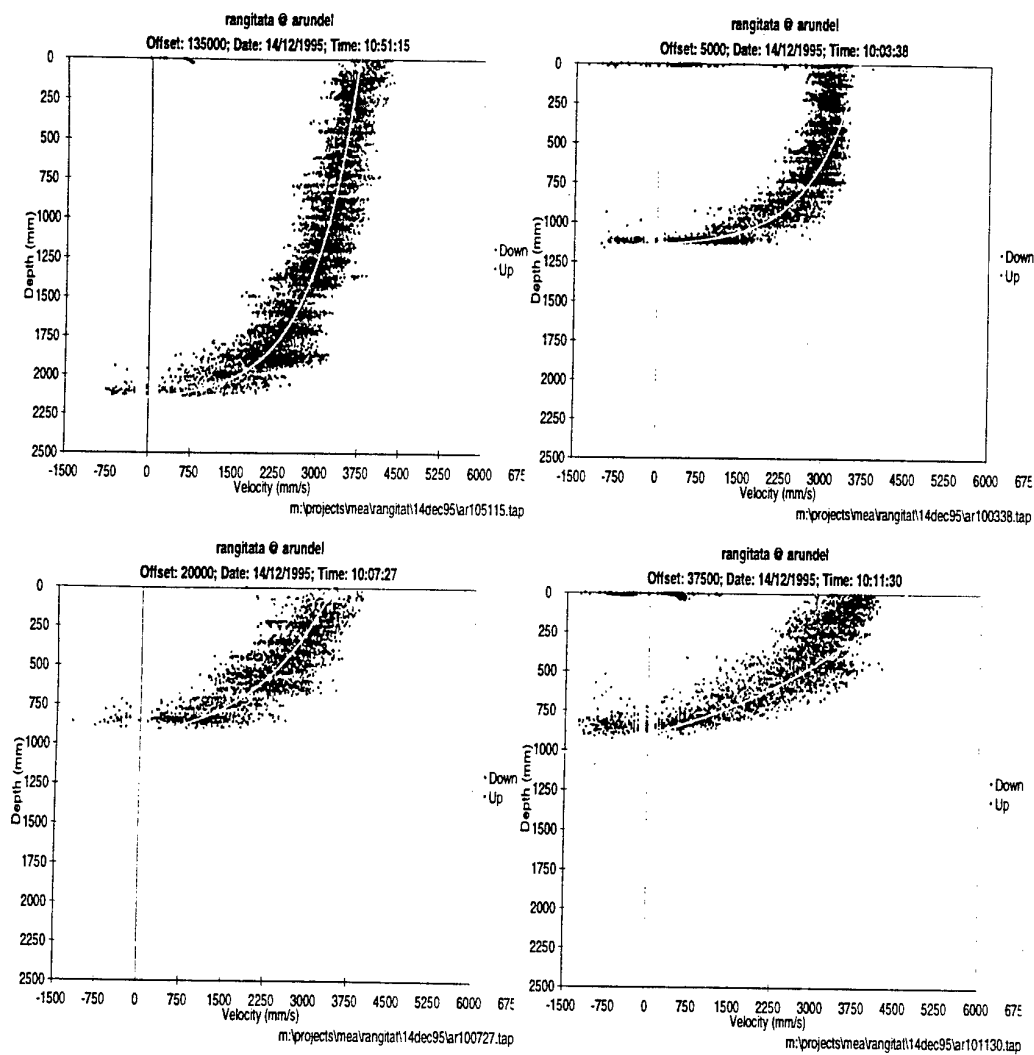 rangitata @ arundel
Offset: 135000; Date: 14/12/1995; Time: 10:51:15
0
250
500
750
1000
1250
1500
1750
2000
2250
2500
Depth (mm)
-1500 -750 0 750 1500 2250 3000 3750 4500 5250 6000 675
Velocity (mm/s)
Down
Up
m:\projects\mea\rangitat\14dec95\ar105115.tap
rangitata @ arundel
Offset: 5000; Date: 14/12/1995; Time: 10:03:38
0
250
500
750
1000
1250
1500
1750
2000
2250
2500
Depth (mm)
-1500 -750 0 750 1500 2250 3000 3750 4500 5250 6000
Velocity (mm/s)
Down
Up
m:\projects\mea\rangitat\14dec95\ar100338.tap
rangitata @ arundel
Offset: 20000; Date: 14/12/1995; Time: 10:07:27
0
250
500
750
1000
1250
1500
1750
2000
2250
2500
Depth (mm)
-1500 -750 0 750 1500 2250 3000 3750 4500 5250 6000 675
Velocity (mm/s)
Down
Up
m:\projects\mea\rangitat\14dec95\ar100727.tap
rangitata @ arundel
Offset: 37500; Date: 14/12/1995; Time: 10:11:30
0
250
500
750
1000
1250
1500
1750
2000
2250
2500
Depth (mm)
-1500 -750 0 750 1500 2250 3000 3750 4500 5250 6000 675
Velocity (mm/s)
Down
Up
m:\projects\mea\rangitat\14dec95\ar101130.tap